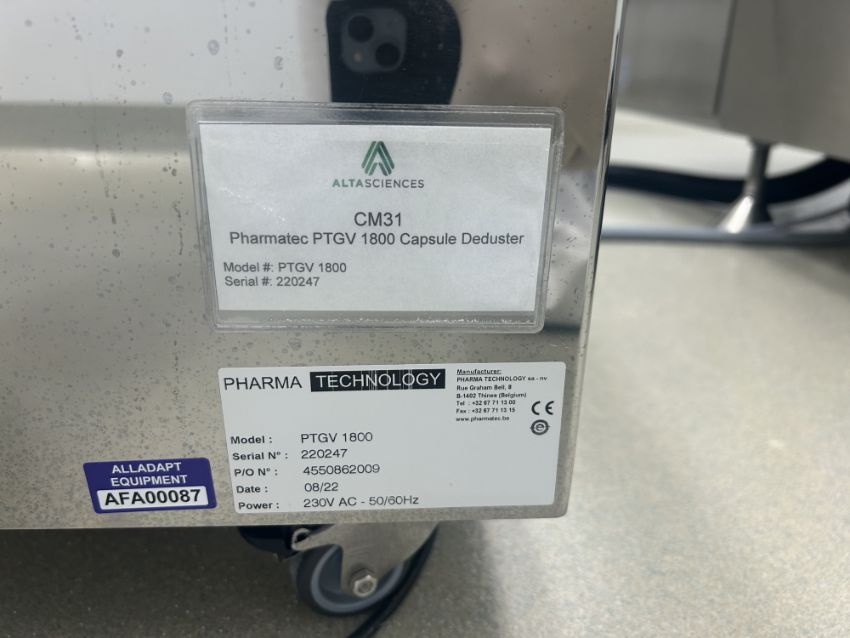 ALTASCIENCES
CM31
Pharmatec PTGV 1800 Capsule Deduster
Model #: PTGV 1800
Serial #: 220247
PHARMA TECHNOLOGY
Manufacturer:
PHARMA TECHNOLOGY sa - nv
Rue Graham Bell, 8
B-1402 Thines (Belgium)
Tel : +32 67 71 13 00
Fax : +32 67 71 13 15
www.pharmatec.be
CE
Model : PTGV 1800
Serial N° : 220247
P/O N° : 4550862009
Date : 08/22
Power : 230V AC - 50/60Hz
ALLADAPT
EQUIPMENT
AFA00087